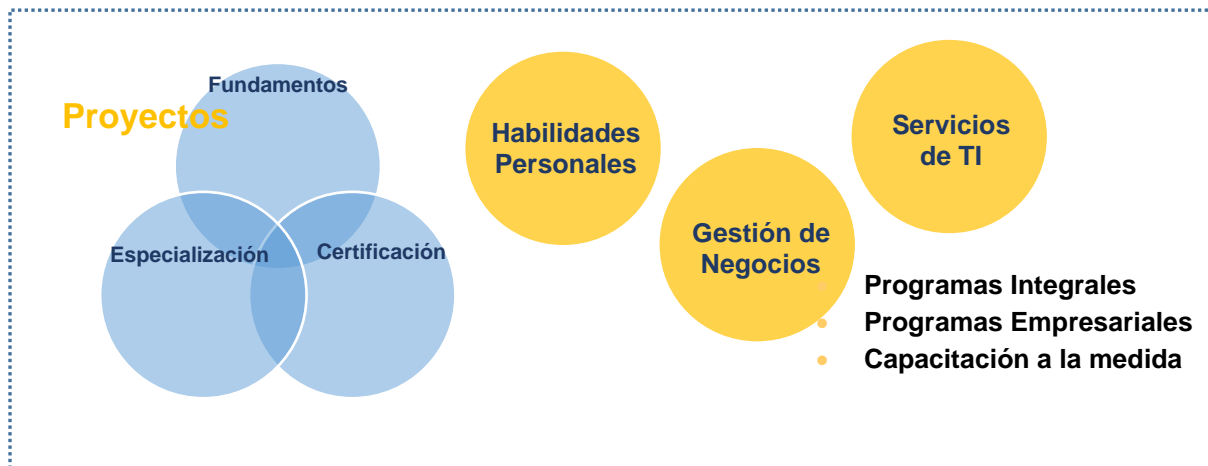 Fundamentos
Proyectos
Especialización
Certificación
Habilidades
Personales
Gestión de
Negocios
Servicios
de TI
Programas Integrales
Programas Empresariales
Capacitación a la medida